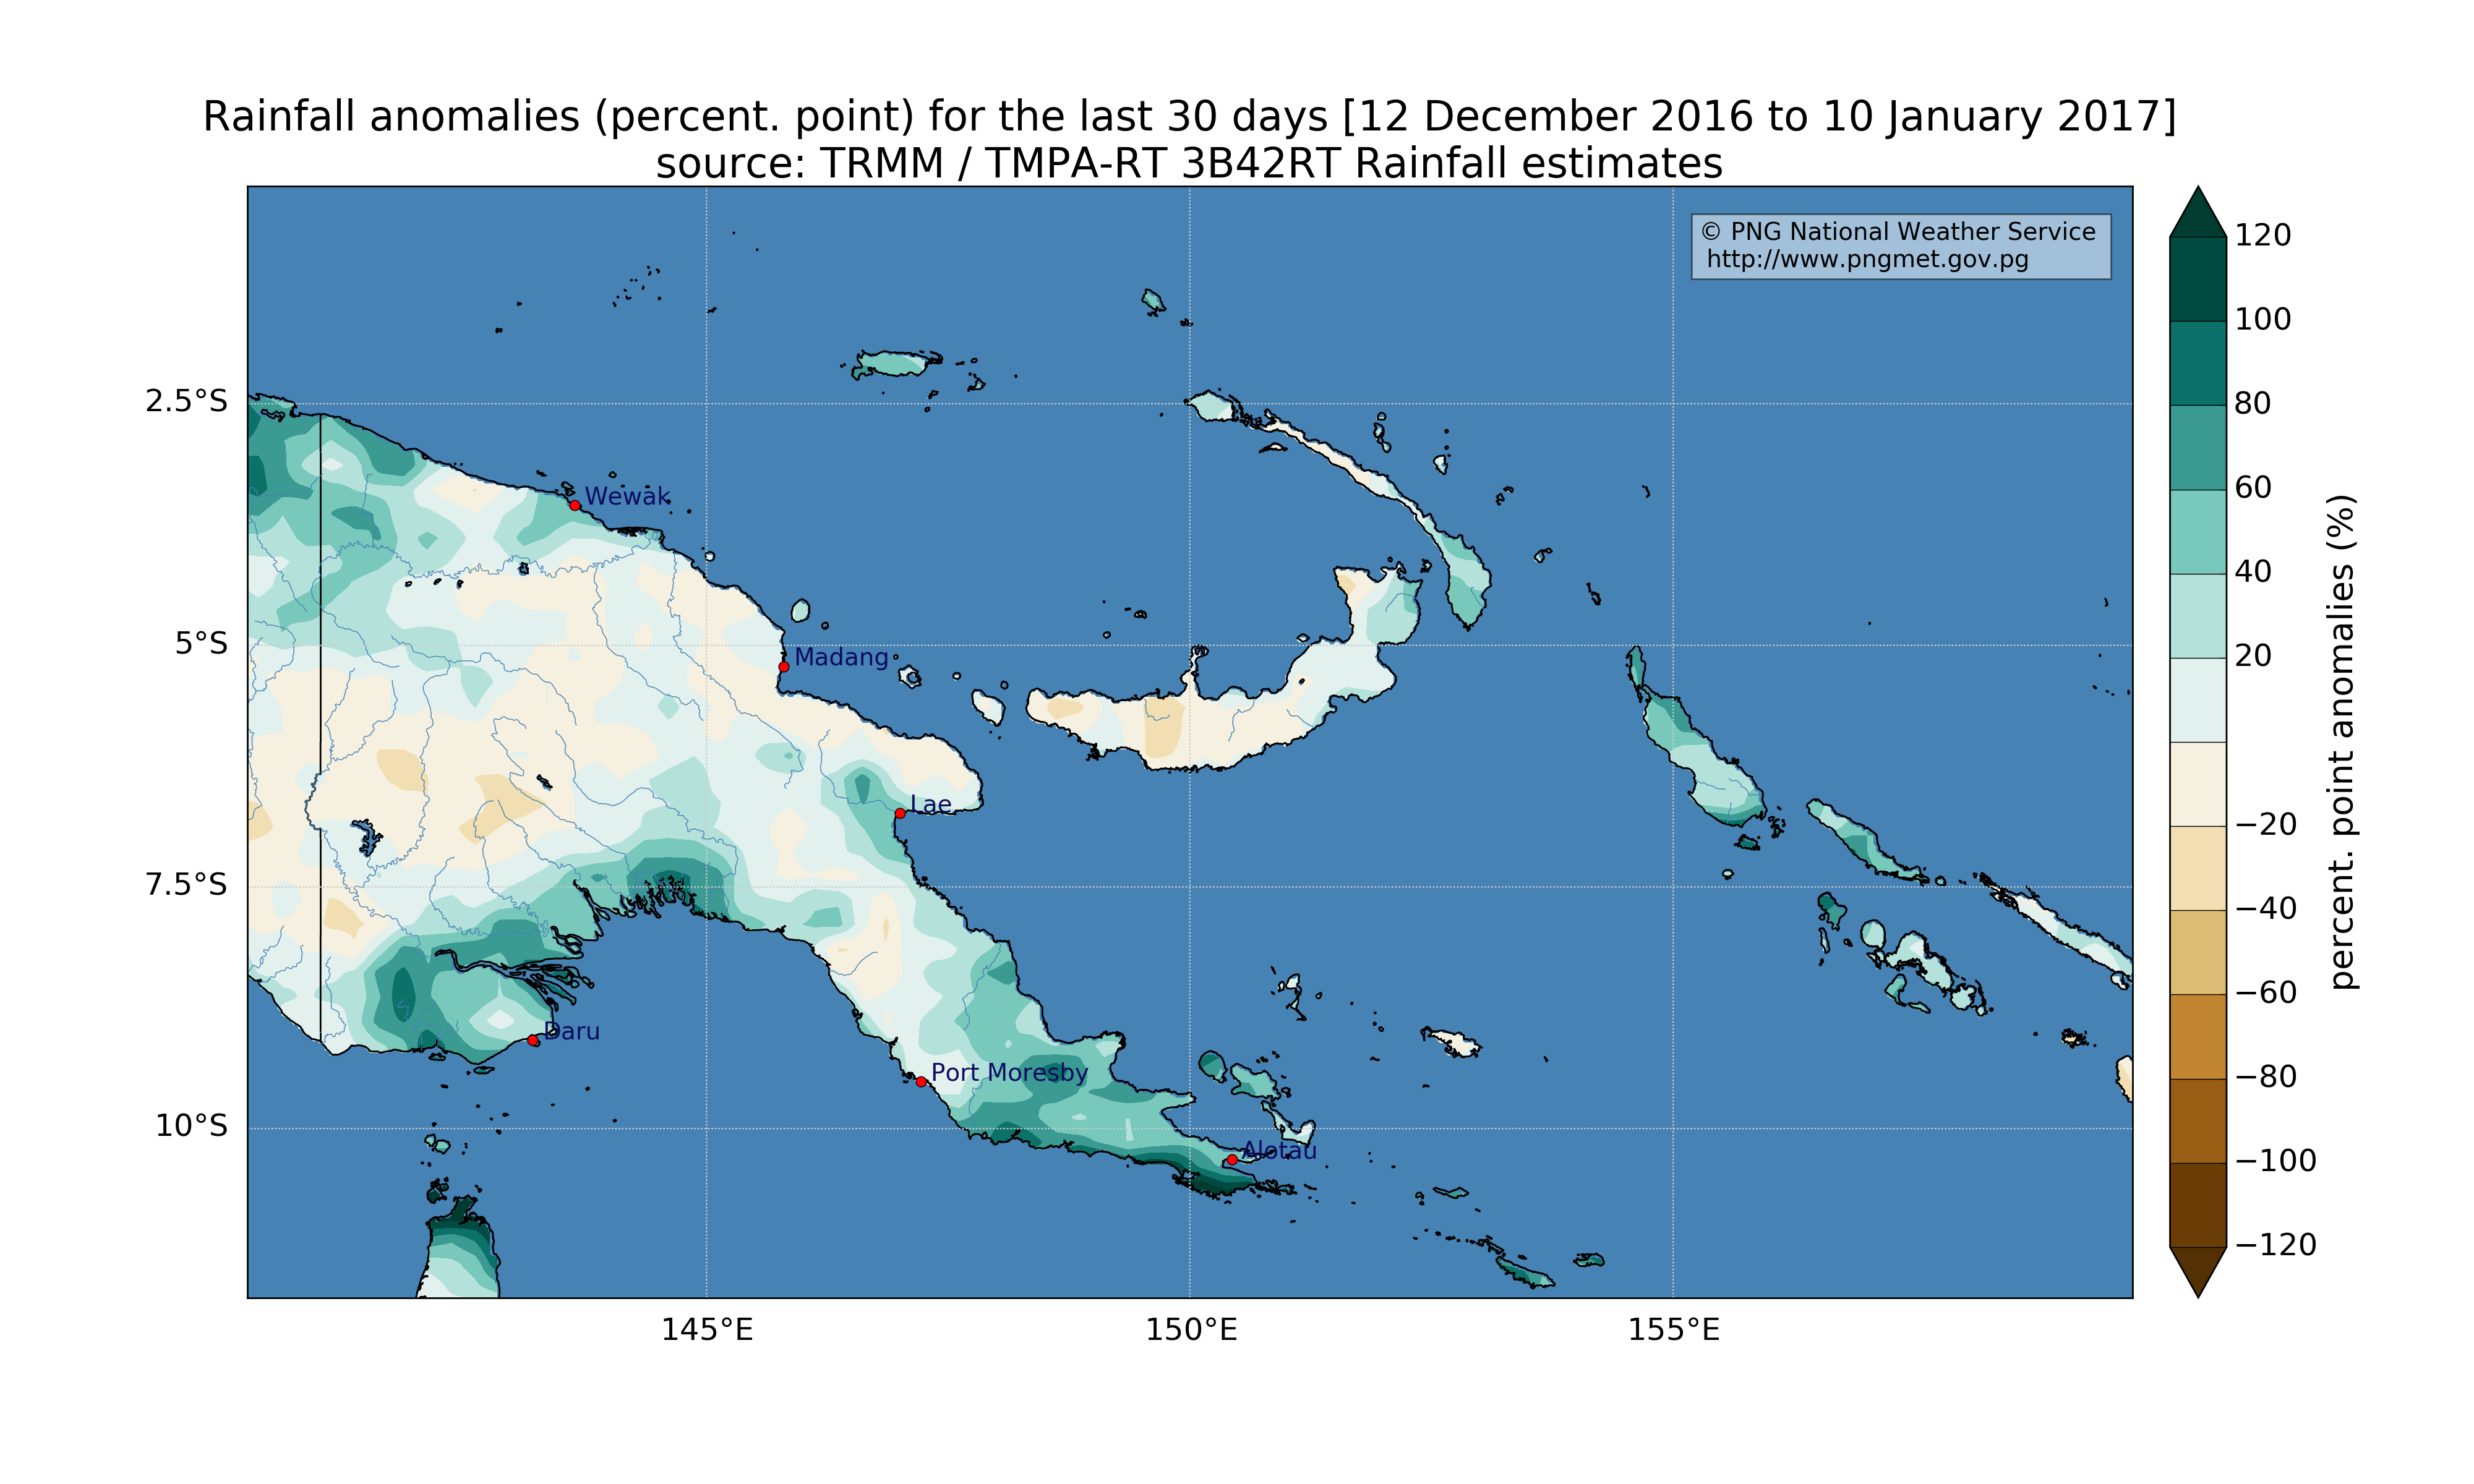 Rainfall anomalies (percent. point) for the last 30 days [12 December 2016 to 10 January 2017]
source: TRMM / TMPA-RT 3B42RT Rainfall estimates
© PNG National Weather Service
http://www.pngmet.gov.pg
2.5°S
5°S
7.5°S
10°S
Wewak
Madang
Lae
Daru
Port Moresby
Alotau
145°E
150°E
155°E
120
100
80
60
40
20
−20
−40
−60
−80
−100
−120
percent. point anomalies (%)